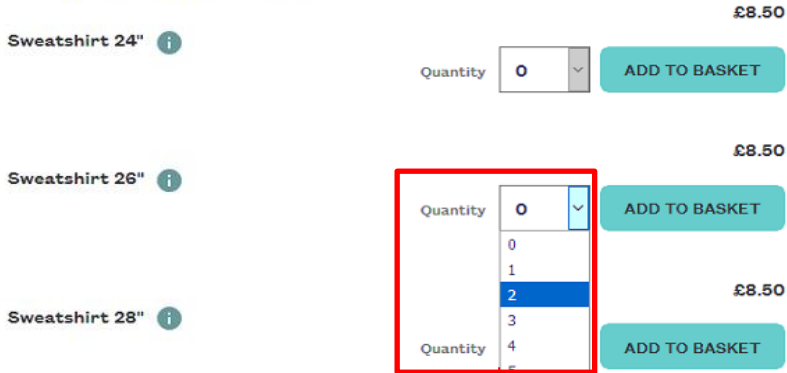 £8.50
Sweatshirt 24" i
Quantity 0 ADD TO BASKET
£8.50
Sweatshirt 26" i
Quantity 0 ADD TO BASKET
0
1
2
£8.50
Sweatshirt 28" i
3
Quantity 4 ADD TO BASKET